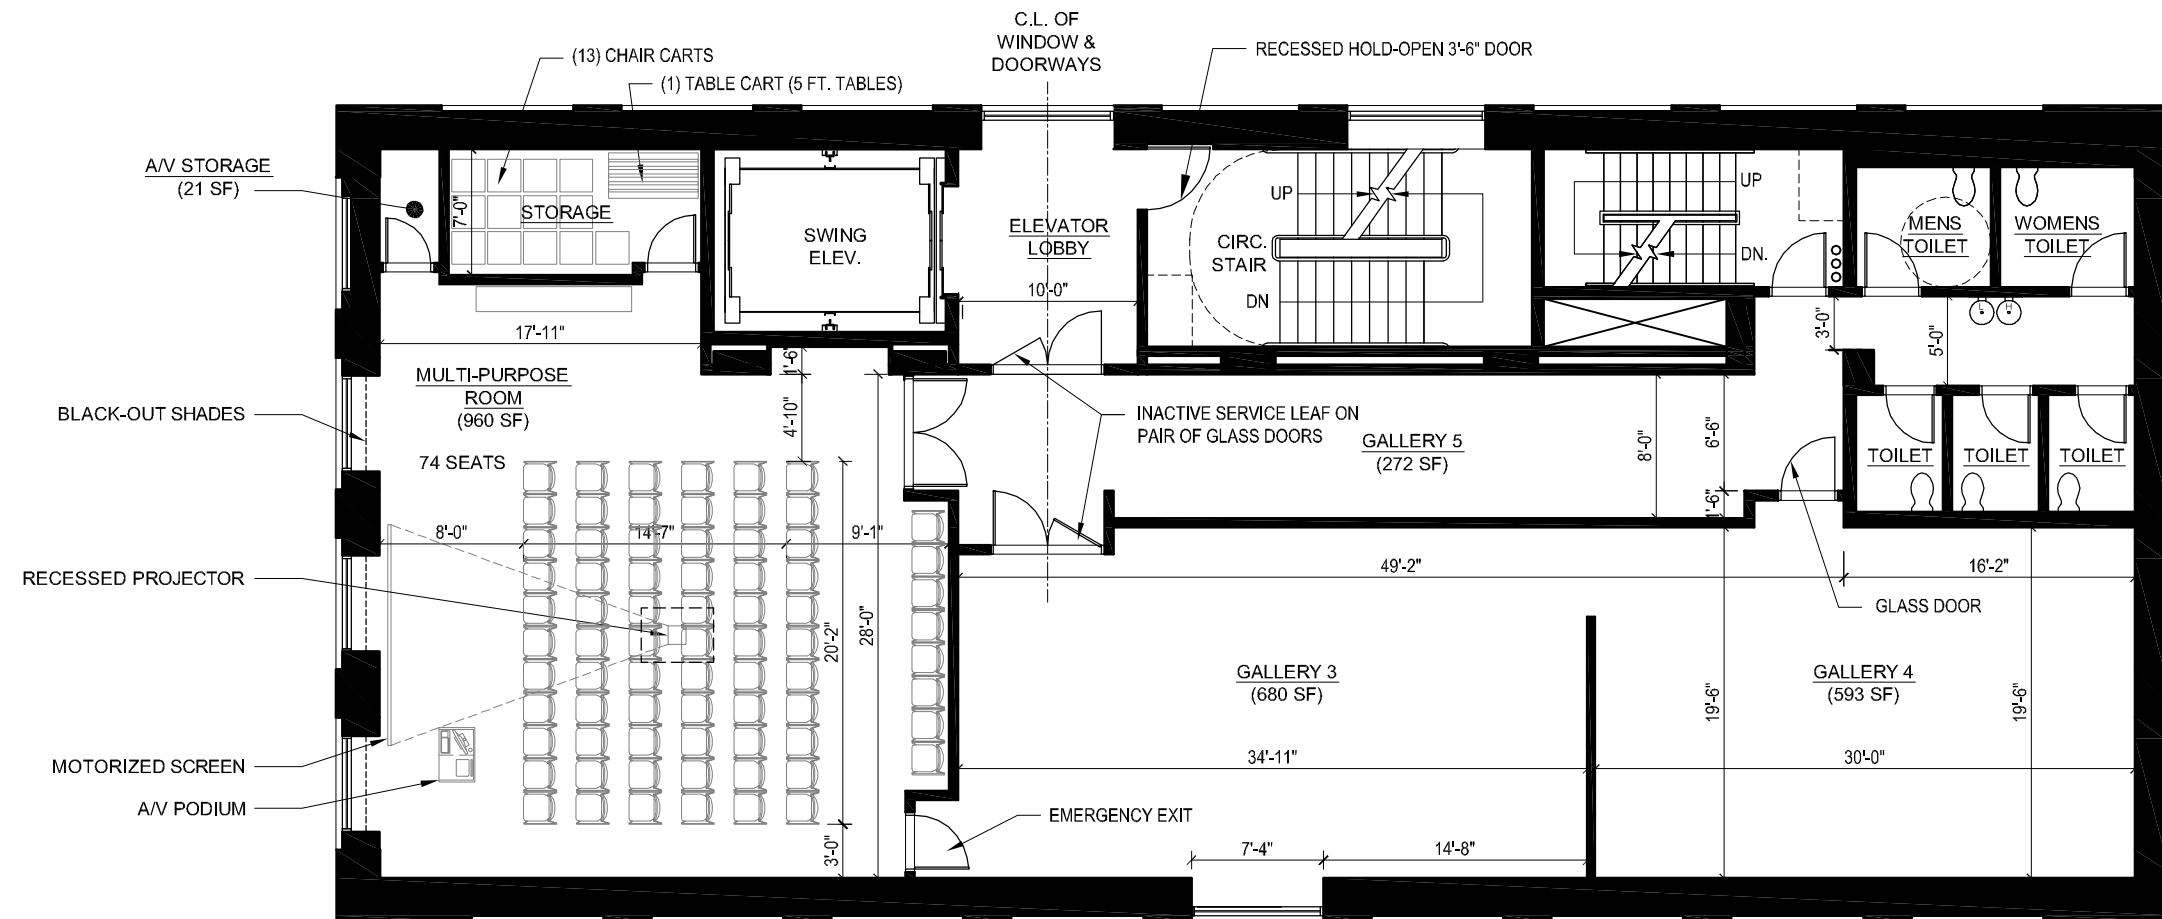 C.L. OF
WINDOW &
DOORWAYS
(13) CHAIR CARTS
(1) TABLE CART (5 FT. TABLES)
RECESSED HOLD-OPEN 3'-6" DOOR
A/V STORAGE
(21 SF)
7'-0"
STORAGE
SWING
ELEV.
ELEVATOR
LOBBY
10'-0"
UP
CIRC.
STAIR
DN
UP
DN.
MENS
TOILET
WOMENS
TOILET
L
H
3'-0"
5'-0"
17'-11"
1'-6"
MULTI-PURPOSE
ROOM
(960 SF)
BLACK-OUT SHADES
4'-10"
74 SEATS
INACTIVE SERVICE LEAF ON
PAIR OF GLASS DOORS
GALLERY 5
(272 SF)
8'-0"
6'-6"
1'-6"
TOILET
TOILET
TOILET
8'-0"
14'-7"
9'-1"
49'-2"
16'-2"
RECESSED PROJECTOR
GLASS DOOR
20'-2"
28'-0"
GALLERY 3
(680 SF)
GALLERY 4
(593 SF)
19'-6"
19'-6"
MOTORIZED SCREEN
34'-11"
30'-0"
A/V PODIUM
EMERGENCY EXIT
3'-0"
7'-4"
14'-8"